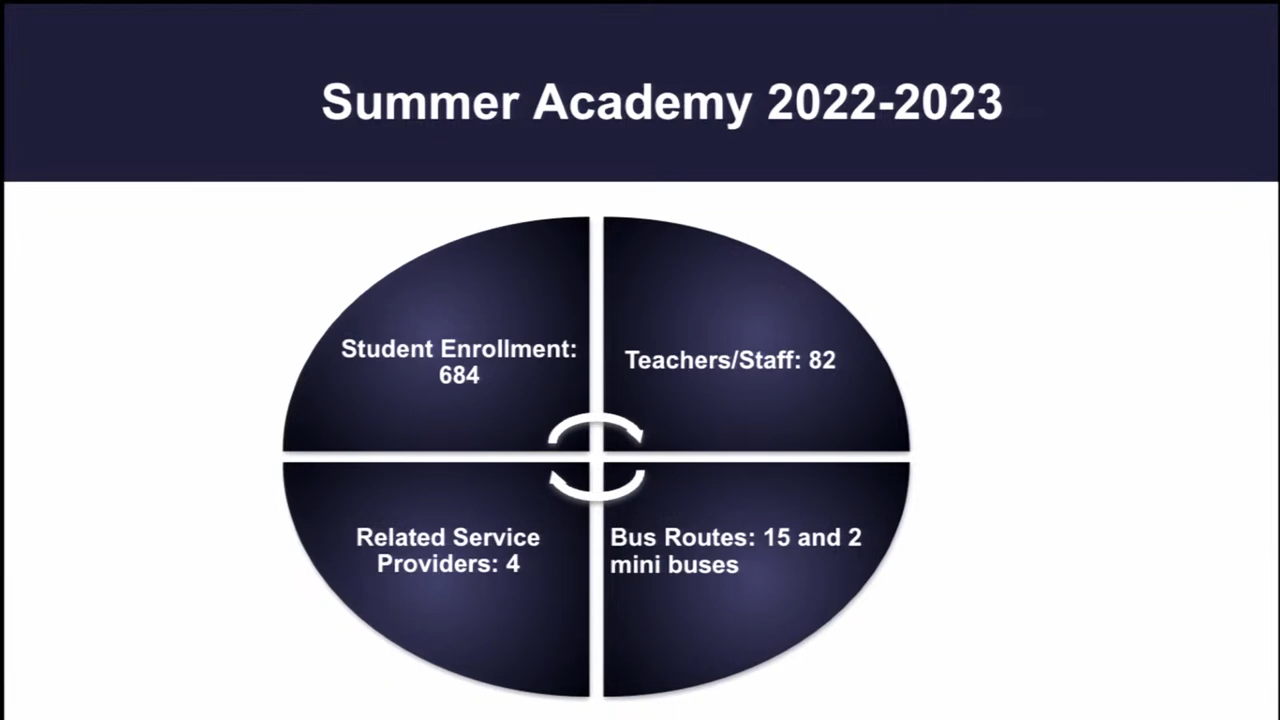 Summer Academy 2022-2023
Student Enrollment:
684
Teachers/Staff: 82
Related Service
Providers: 4
Bus Routes: 15 and 2
mini buses